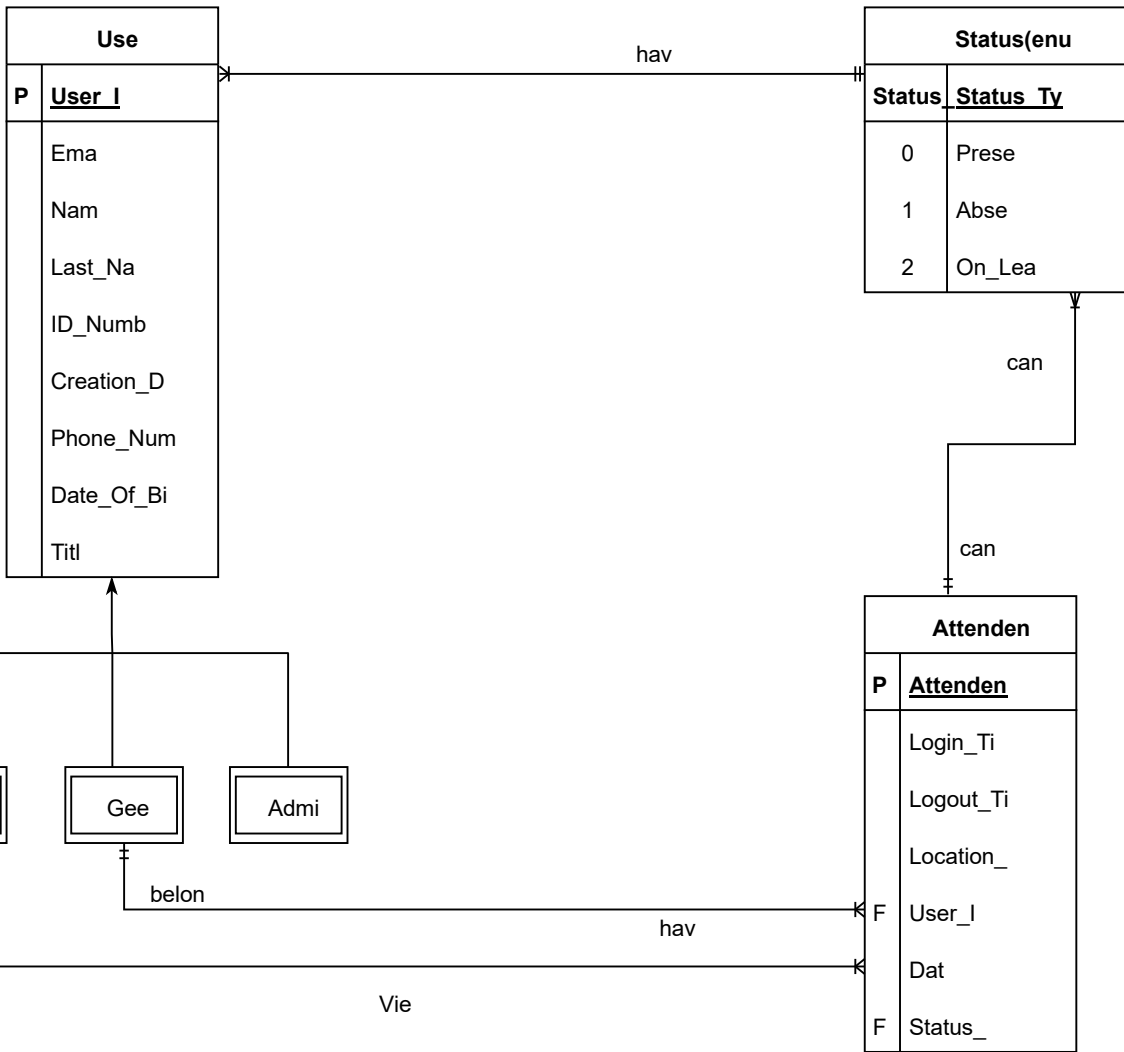 Use
P User_I
Ema
Nam
Last_Na
ID_Numb
Creation_D
Phone_Num
Date_Of_Bi
Titl
hav
Status(enu
Status_ Status_Ty
0 Prese
1 Abse
2 On_Lea
can
can
Attenden
P Attenden
Login_Ti
Logout_Ti
Location_
F User_I
Dat
F Status_
Gee
Admi
belon
hav
Vie